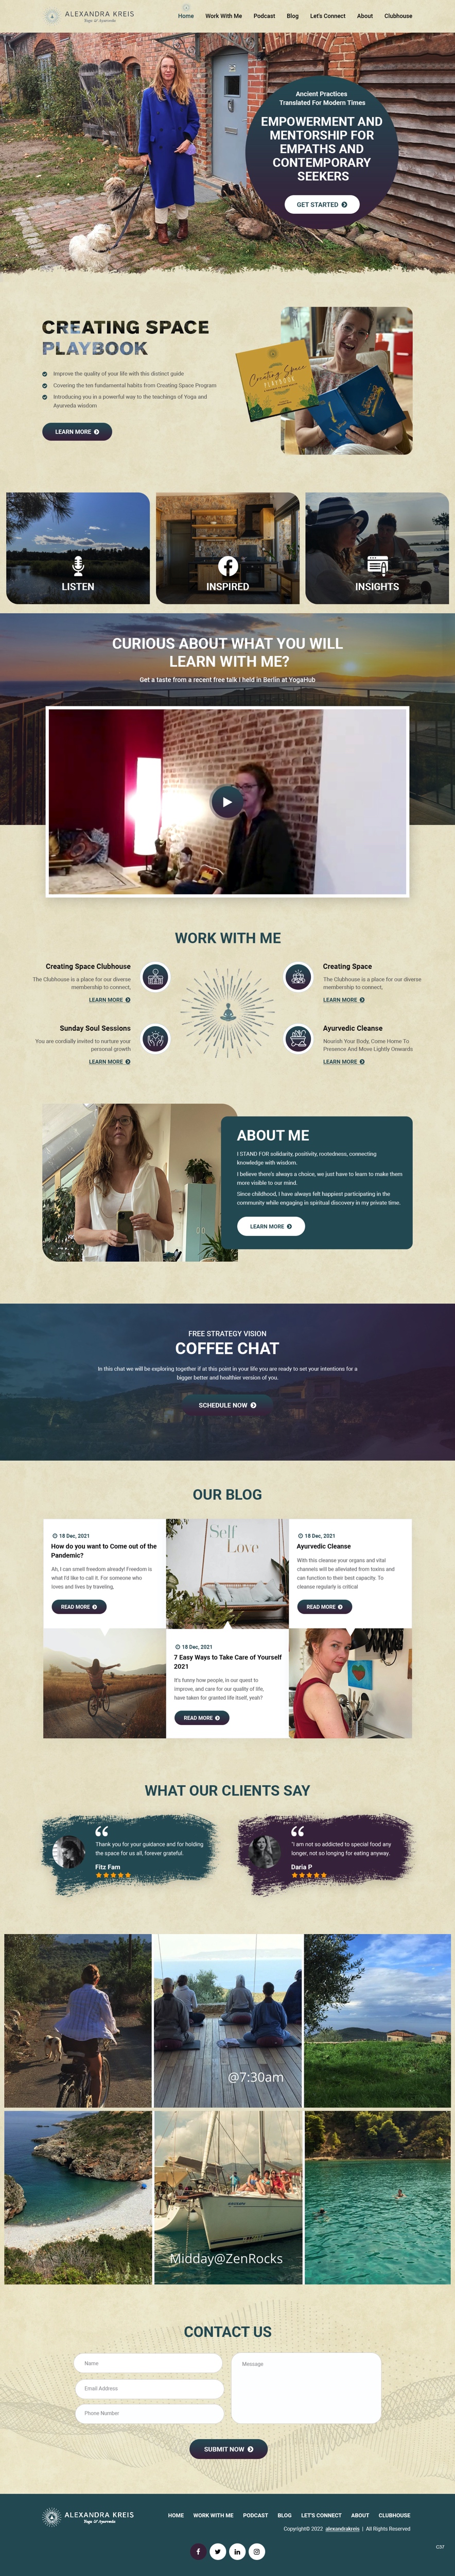 ALEXANDRA KREIS
Yoga & Ayurveda
Home Work With Me Podcast Blog Let's Connect About Clubhouse
Ancient Practices
Translated For Modern Times
EMPOWERMENT AND
MENTORSHIP FOR
EMPATHS AND
CONTEMPORARY
SEEKERS
GET STARTED
CREATING SPACE
PLAYBOOK
Improve the quality of your life with this distinct guide
Covering the ten fundamental habits from Creating Space Program
Introducing you in a powerful way to the teachings of Yoga and
Ayurveda wisdom
LEARN MORE
Creating Space
PLAYBOOK
LISTEN
INSPIRED
INSIGHTS
CURIOUS ABOUT WHAT YOU WILL
LEARN WITH ME?
Get a taste from a recent free talk I held in Berlin at YogaHub
WORK WITH ME
Creating Space Clubhouse
The Clubhouse is a place for our diverse
membership to connect,
LEARN MORE
Creating Space
The Clubhouse is a place for our diverse
membership to connect,
LEARN MORE
Sunday Soul Sessions
You are cordially invited to nurture your
personal growth
LEARN MORE
Ayurvedic Cleanse
Nourish Your Body, Come Home To
Presence And Move Lightly Onwards
LEARN MORE
ABOUT ME
I STAND FOR solidarity, positivity, rootedness, connecting
knowledge with wisdom.
I believe there's always a choice, we just have to learn to make them
more visible to our mind.
Since childhood, I have always felt happiest participating in the
community while engaging in spiritual discovery in my private time.
LEARN MORE
FREE STRATEGY VISION
COFFEE CHAT
In this chat we will be exploring together if at this point in your life you are ready to set your intentions for a
bigger better and healthier version of you.
SCHEDULE NOW
OUR BLOG
18 Dec, 2021
How do you want to Come out of the
Pandemic?
Ah, I can smell freedom already! Freedom is
what I'd like to call it. For someone who
loves and lives by traveling,
READ MORE
Self
Love
18 Dec, 2021
7 Easy Ways to Take Care of Yourself
2021
It's funny how people, in our quest to
improve, and care for our quality of life,
have taken for granted life itself, yeah?
READ MORE
18 Dec, 2021
Ayurvedic Cleanse
With this cleanse your organs and vital
channels will be alleviated from toxins and
can function to their best capacity. To
cleanse regularly is critical
READ MORE
WHAT OUR CLIENTS SAY
Thank you for your guidance and for holding
the space for us all, forever grateful.
Fitz Fam
"I am not so addicted to special food any
longer, not so longing for eating anyway.
Daria P
@7:30am
Midday@ZenRocks
CONTACT US
Name
Email Address
Phone Number
Message
SUBMIT NOW
ALEXANDRA KREIS
Yoga & Ayurveda
HOME WORK WITH ME PODCAST BLOG LET'S CONNECT ABOUT CLUBHOUSE
Copyright© 2022 alexandrakreis | All Rights Reserved
C37